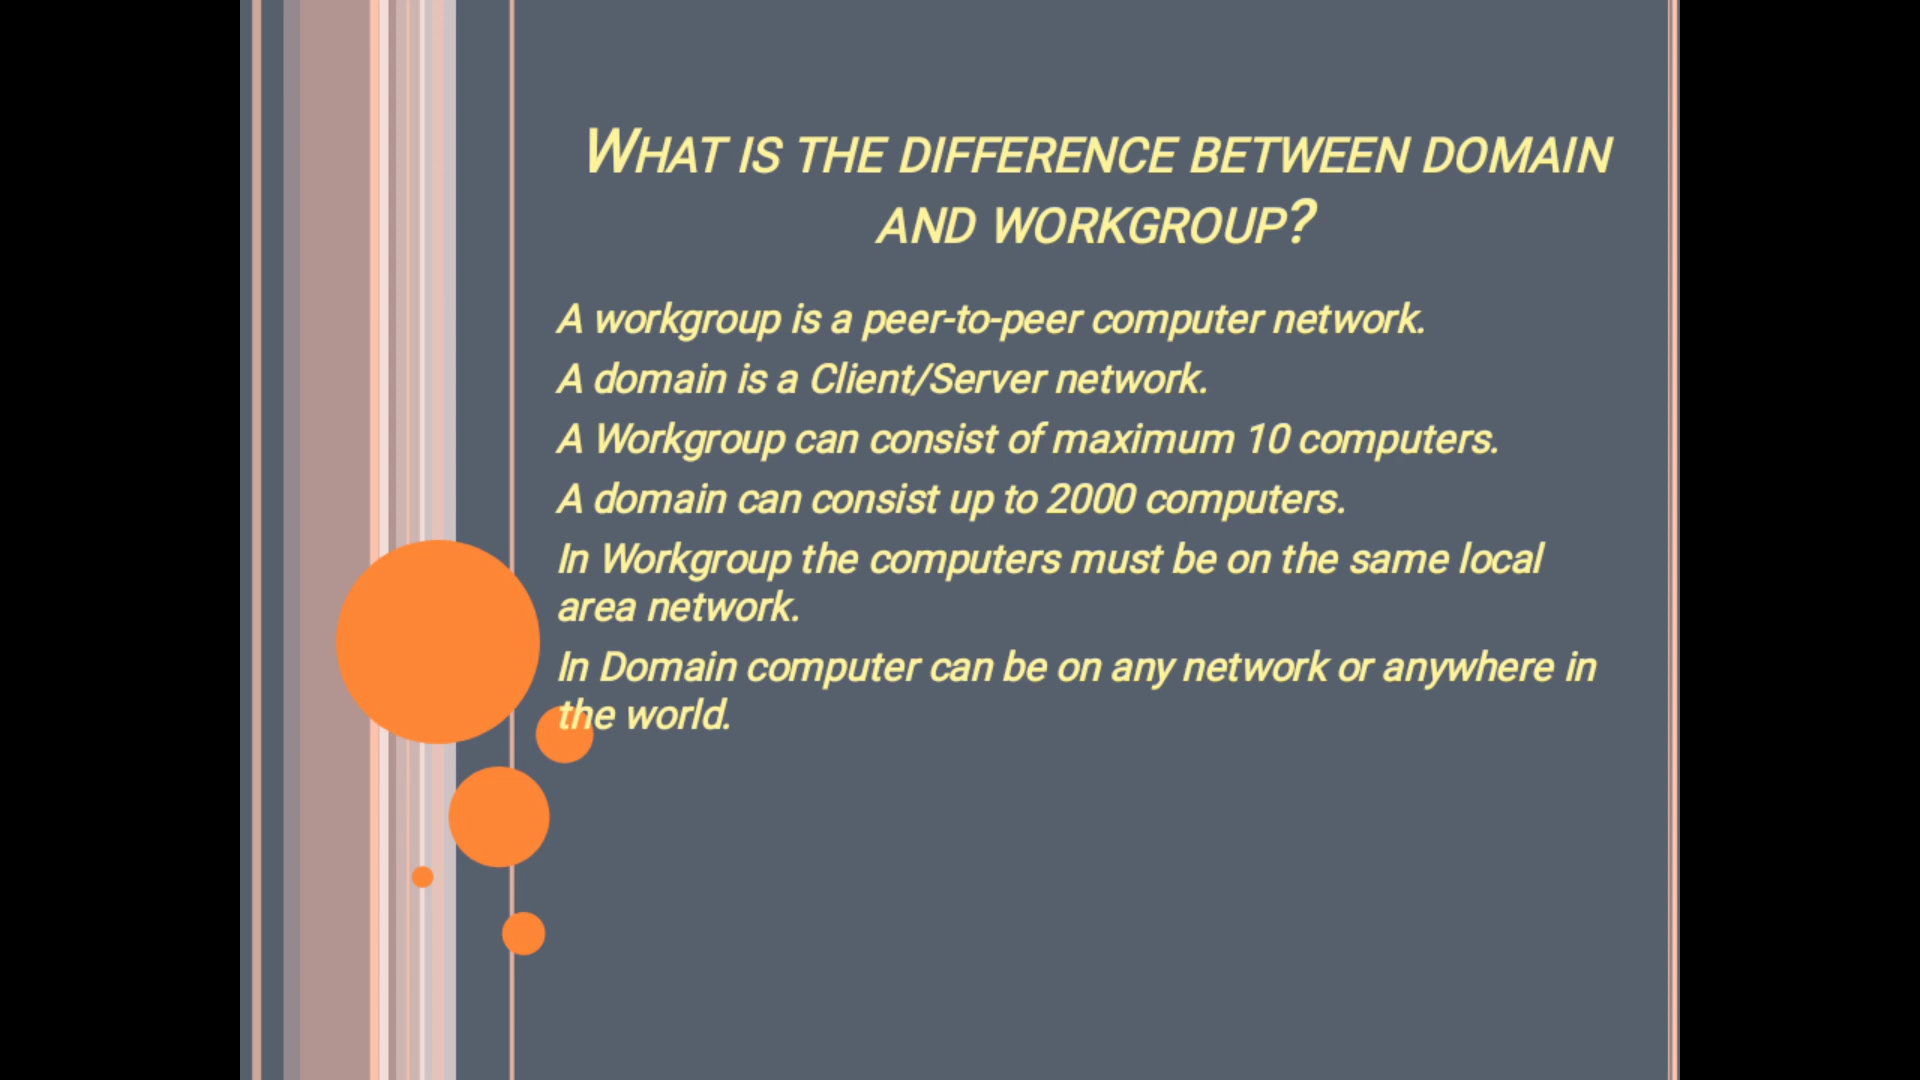 WHAT IS THE DIFFERENCE BETWEEN DOMAIN
AND WORKGROUP?
A workgroup is a peer-to-peer computer network.
A domain is a Client/Server network.
A Workgroup can consist of maximum 10 computers.
A domain can consist up to 2000 computers.
In Workgroup the computers must be on the same local
area network.
In Domain computer can be on any network or anywhere in
the world.